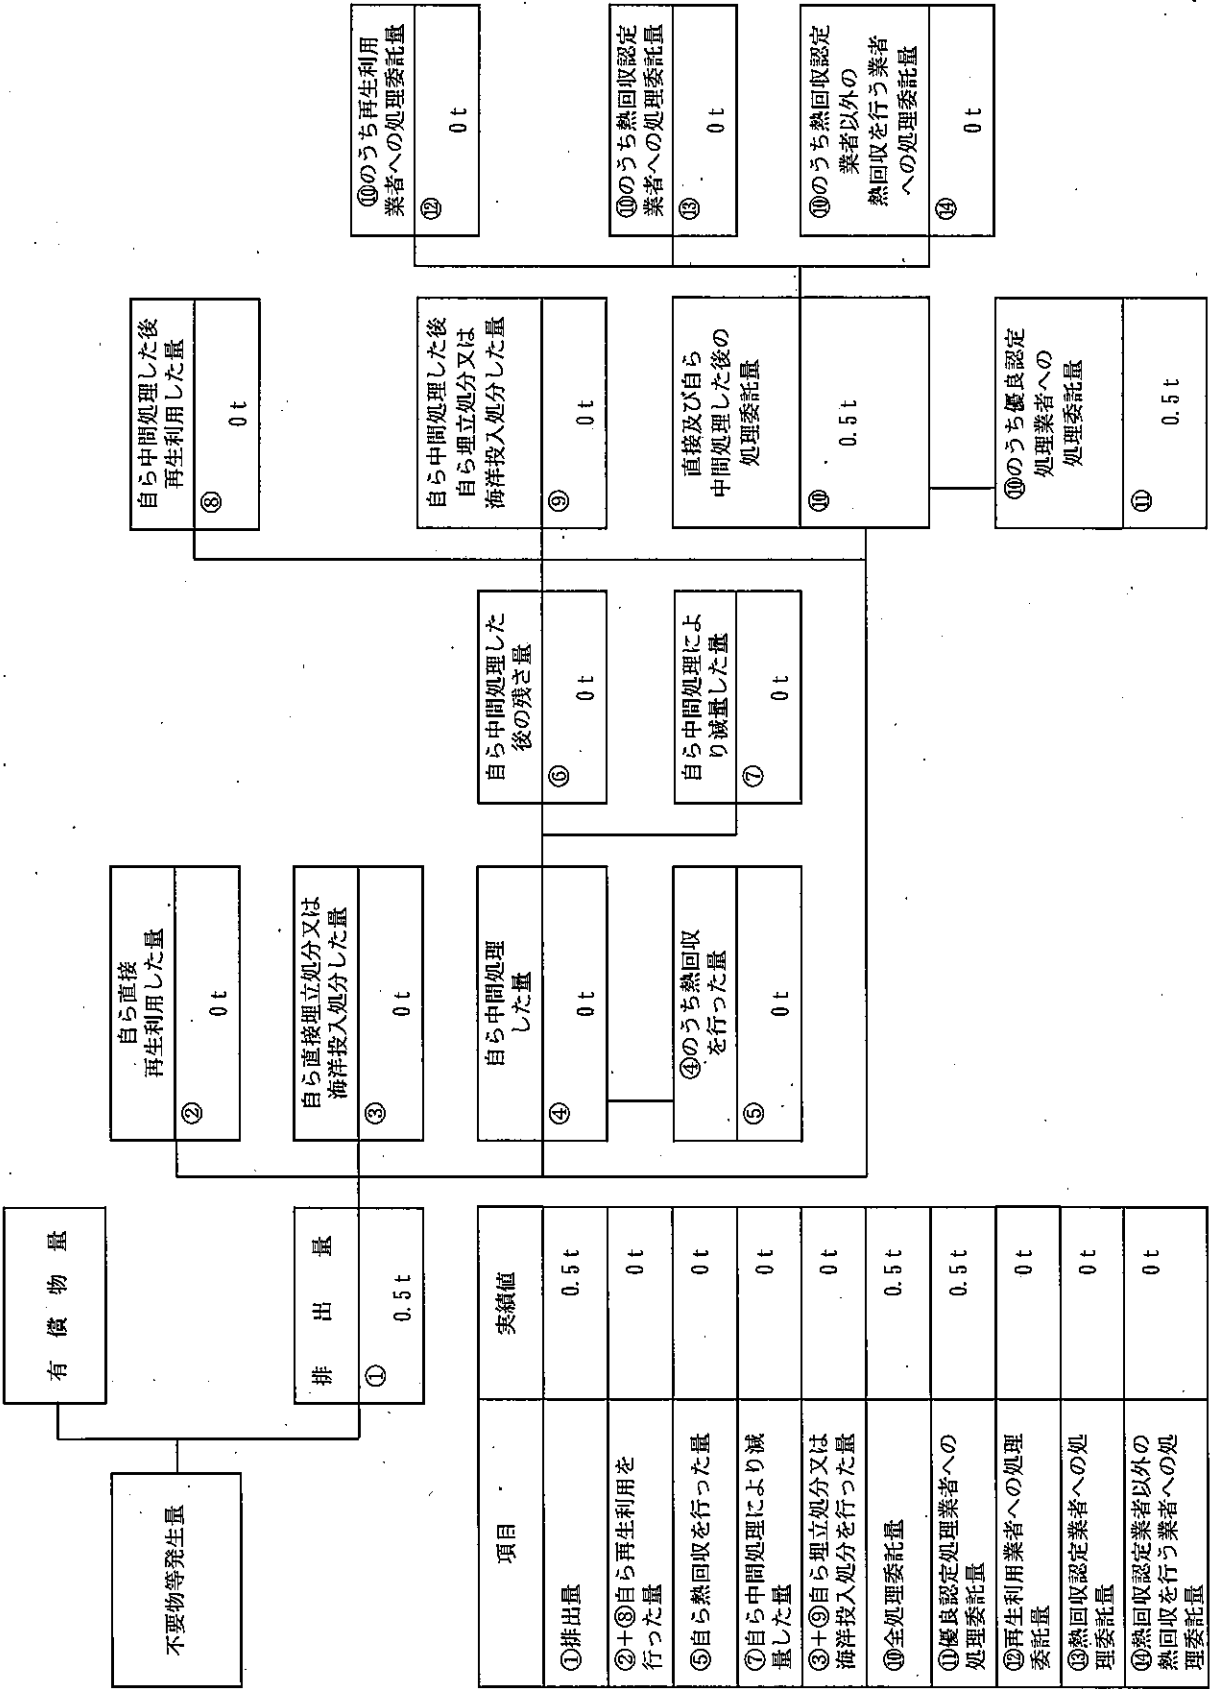 不要物等発生量
有償物量
排出量
① 0.5t
自ら直接
再生利用した量
② 0t
自ら直接埋立処分又は
海洋投入処分した量
③ 0t
自ら中間処理
した量
④ 0t
④のうち熱回収
を行った量
⑤ 0t
自ら中間処理した
後の残さ量
⑥ 0t
自ら中間処理によ
り減量した量
⑦ 0t
自ら中間処理した後
再生利用した量
⑧ 0t
自ら中間処理した後
自ら埋立処分又は
海洋投入処分した量
⑨ 0t
直接及び自ら
中間処理した後の
処理委託量
⑩ 0.5t
⑩のうち優良認定
処理業者への
処理委託量
⑪ 0.5t
⑩のうち再生利用
業者への処理委託量
⑫ 0t
⑩のうち熱回収認定
業者への処理委託量
⑬ 0t
⑩のうち熱回収認定
業者以外の
熱回収を行う業者
への処理委託量
⑭ 0t
項目 実績値
①排出量 0.5t
②+⑧自ら再生利用を
行った量 0t
⑤自ら熱回収を行った量 0t
⑦自ら中間処理により減
量した量 0t
③+⑨自ら埋立処分又は
海洋投入処分を行った量 0t
⑩全処理委託量 0.5t
⑪優良認定処理業者への
処理委託量 0.5t
⑫再生利用業者への処理
委託量 0t
⑬熱回収認定業者への処
理委託量 0t
⑭熱回収認定業者以外の
熱回収を行う業者への処
理委託量 0t